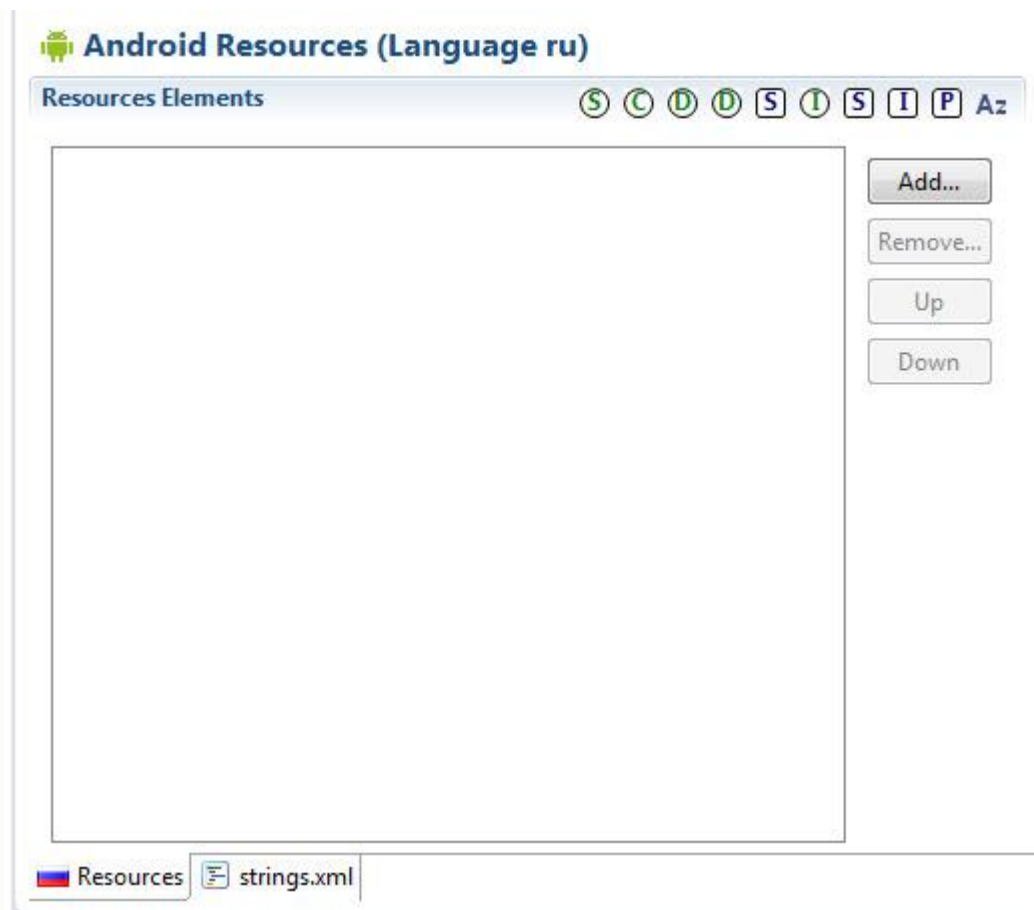 Android Resources (Language ru)
Resources Elements S C D D S I S I P Az
Add...
Remove...
Up
Down
Resources strings.xml